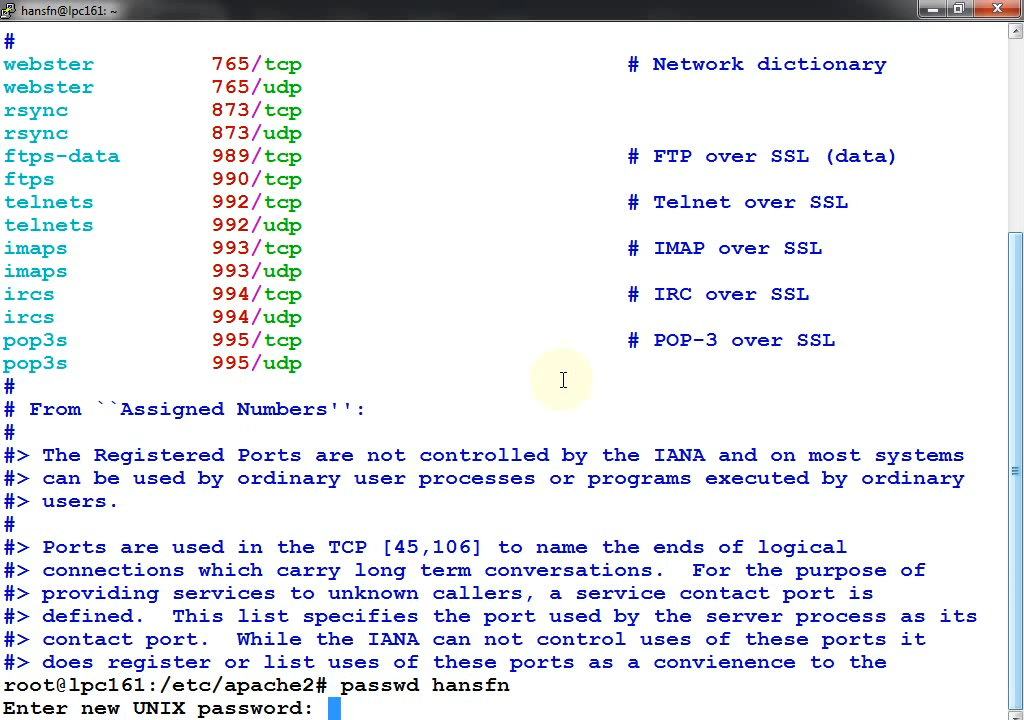 hansfn@lpc161: ~
#
webster 765/tcp # Network dictionary
webster 765/udp
rsync 873/tcp
rsync 873/udp
ftps-data 989/tcp # FTP over SSL (data)
ftps 990/tcp
telnets 992/tcp # Telnet over SSL
telnets 992/udp
imaps 993/tcp # IMAP over SSL
imaps 993/udp
ircs 994/tcp # IRC over SSL
ircs 994/udp
pop3s 995/tcp # POP-3 over SSL
pop3s 995/udp
#
# From ``Assigned Numbers'':
#
#> The Registered Ports are not controlled by the IANA and on most systems
#> can be used by ordinary user processes or programs executed by ordinary
#> users.
#
#> Ports are used in the TCP [45,106] to name the ends of logical
#> connections which carry long term conversations.  For the purpose of
#> providing services to unknown callers, a service contact port is
#> defined.  This list specifies the port used by the server process as its
#> contact port.  While the IANA can not control uses of these ports it
#> does register or list uses of these ports as a convienence to the
root@lpc161:/etc/apache2# passwd hansfn
Enter new UNIX password: